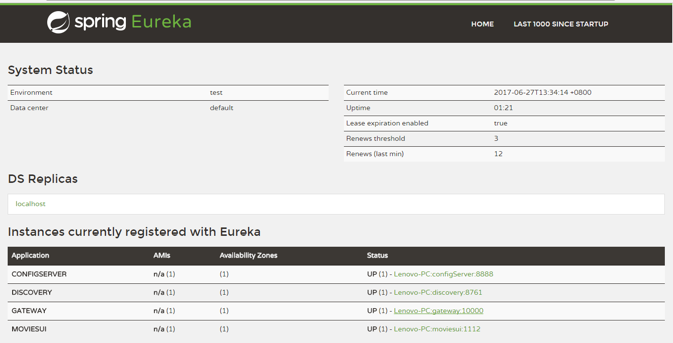 spring Eureka
HOME LAST 1000 SINCE STARTUP
System Status
Environment test
Data center default
Current time 2017-06-27T13:34:14 +0800
Uptime 01:21
Lease expiration enabled true
Renews threshold 3
Renews (last min) 12
DS Replicas
localhost
Instances currently registered with Eureka
Application AMIs Availability Zones Status
CONFIGSERVER n/a (1) (1) UP (1) - Lenovo-PC:configServer:8888
DISCOVERY n/a (1) (1) UP (1) - Lenovo-PC:discovery:8761
GATEWAY n/a (1) (1) UP (1) - Lenovo-PC:gateway:10000
MOVIESUI n/a (1) (1) UP (1) - Lenovo-PC:moviesui:1112